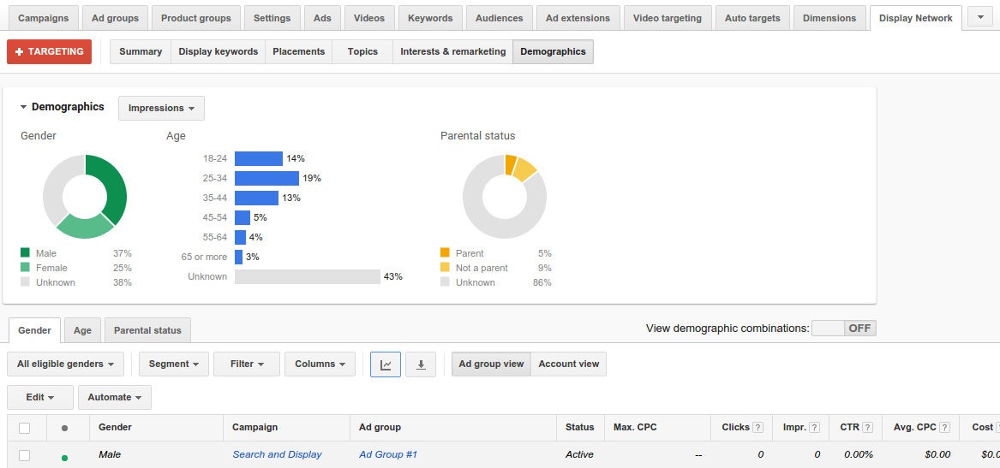 Campaigns Ad groups Product groups Settings Ads Videos Keywords Audiences Ad extensions Video targeting Auto targets Dimensions Display Network
+ TARGETING Summary Display keywords Placements Topics Interests & remarketing Demographics
Demographics Impressions
Gender Age Parental status
18-24 14%
25-34 19%
35-44 13%
45-54 5%
55-64 4%
65 or more 3%
Unknown 43%
Male 37%
Female 25%
Unknown 38%
Parent 5%
Not a parent 9%
Unknown 86%
Gender Age Parental status View demographic combinations: OFF
All eligible genders Segment Filter Columns Ad group view Account view
Edit Automate
Gender Campaign Ad group Status Max. CPC Clicks ? Impr. ? CTR ? Avg. CPC ? Cost
Male Search and Display Ad Group #1 Active -- 0 0 0.00% $0.00